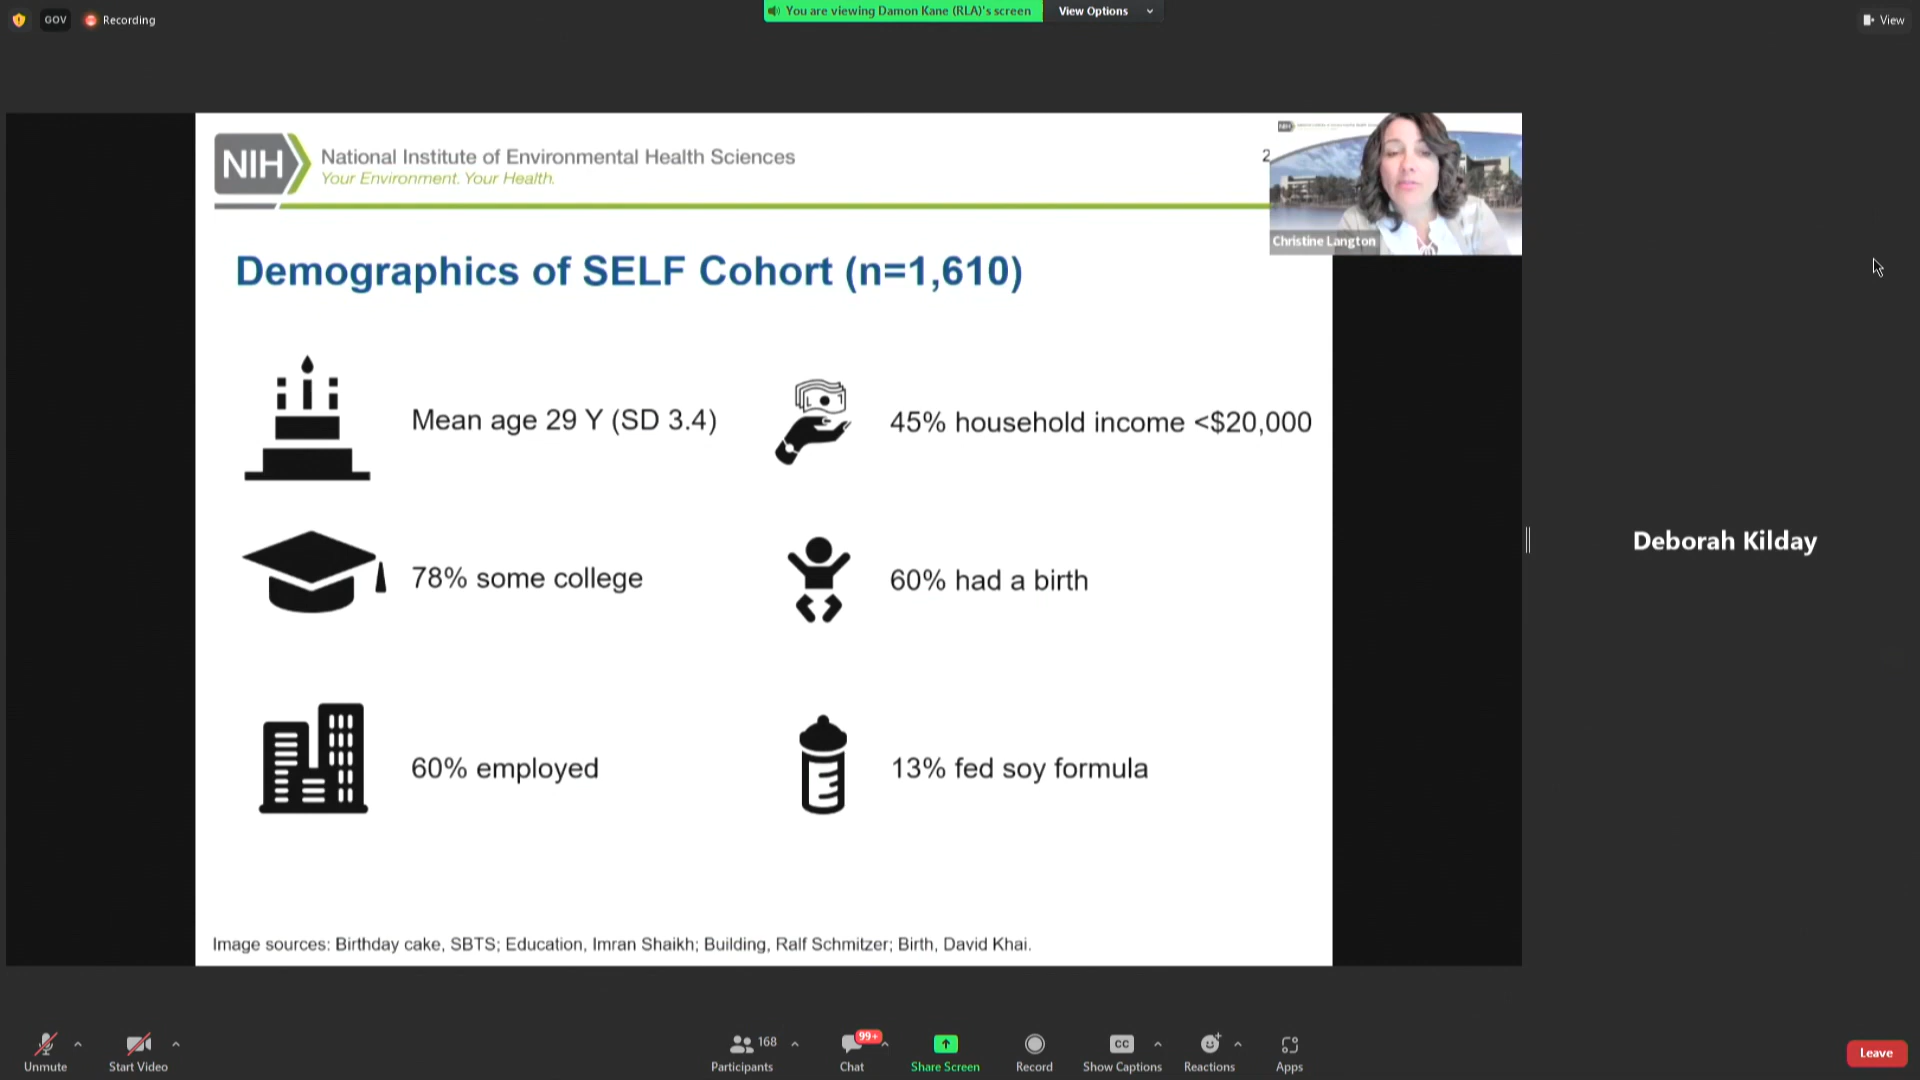 GOV
Recording
You are viewing Damon Kane (RLA)'s screen
View Options
View
NIH
National Institute of Environmental Health Sciences
Your Environment. Your Health.
2
NIH
Christine Langton
Demographics of SELF Cohort (n=1,610)
Mean age 29 Y (SD 3.4)
45% household income <$20,000
78% some college
60% had a birth
60% employed
13% fed soy formula
Image sources: Birthday cake, SBTS; Education, Imran Shaikh; Building, Ralf Schmitzer; Birth, David Khai.
Deborah Kilday
Unmute
Start Video
168
Participants
99+
Chat
Share Screen
Record
CC
Show Captions
Reactions
Apps
Leave